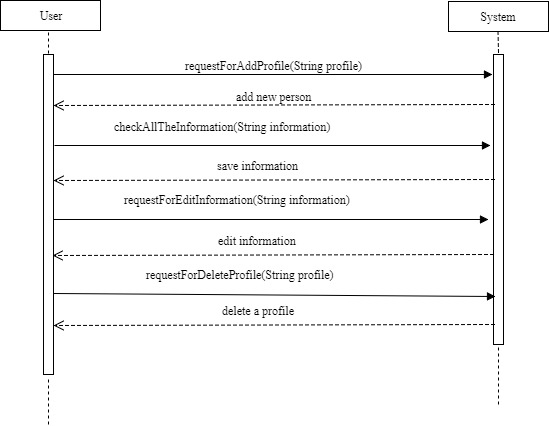 User
System
requestForAddProfile(String profile)
add new person
checkAllTheInformation(String information)
save information
requestForEditInformation(String information)
edit information
requestForDeleteProfile(String profile)
delete a profile